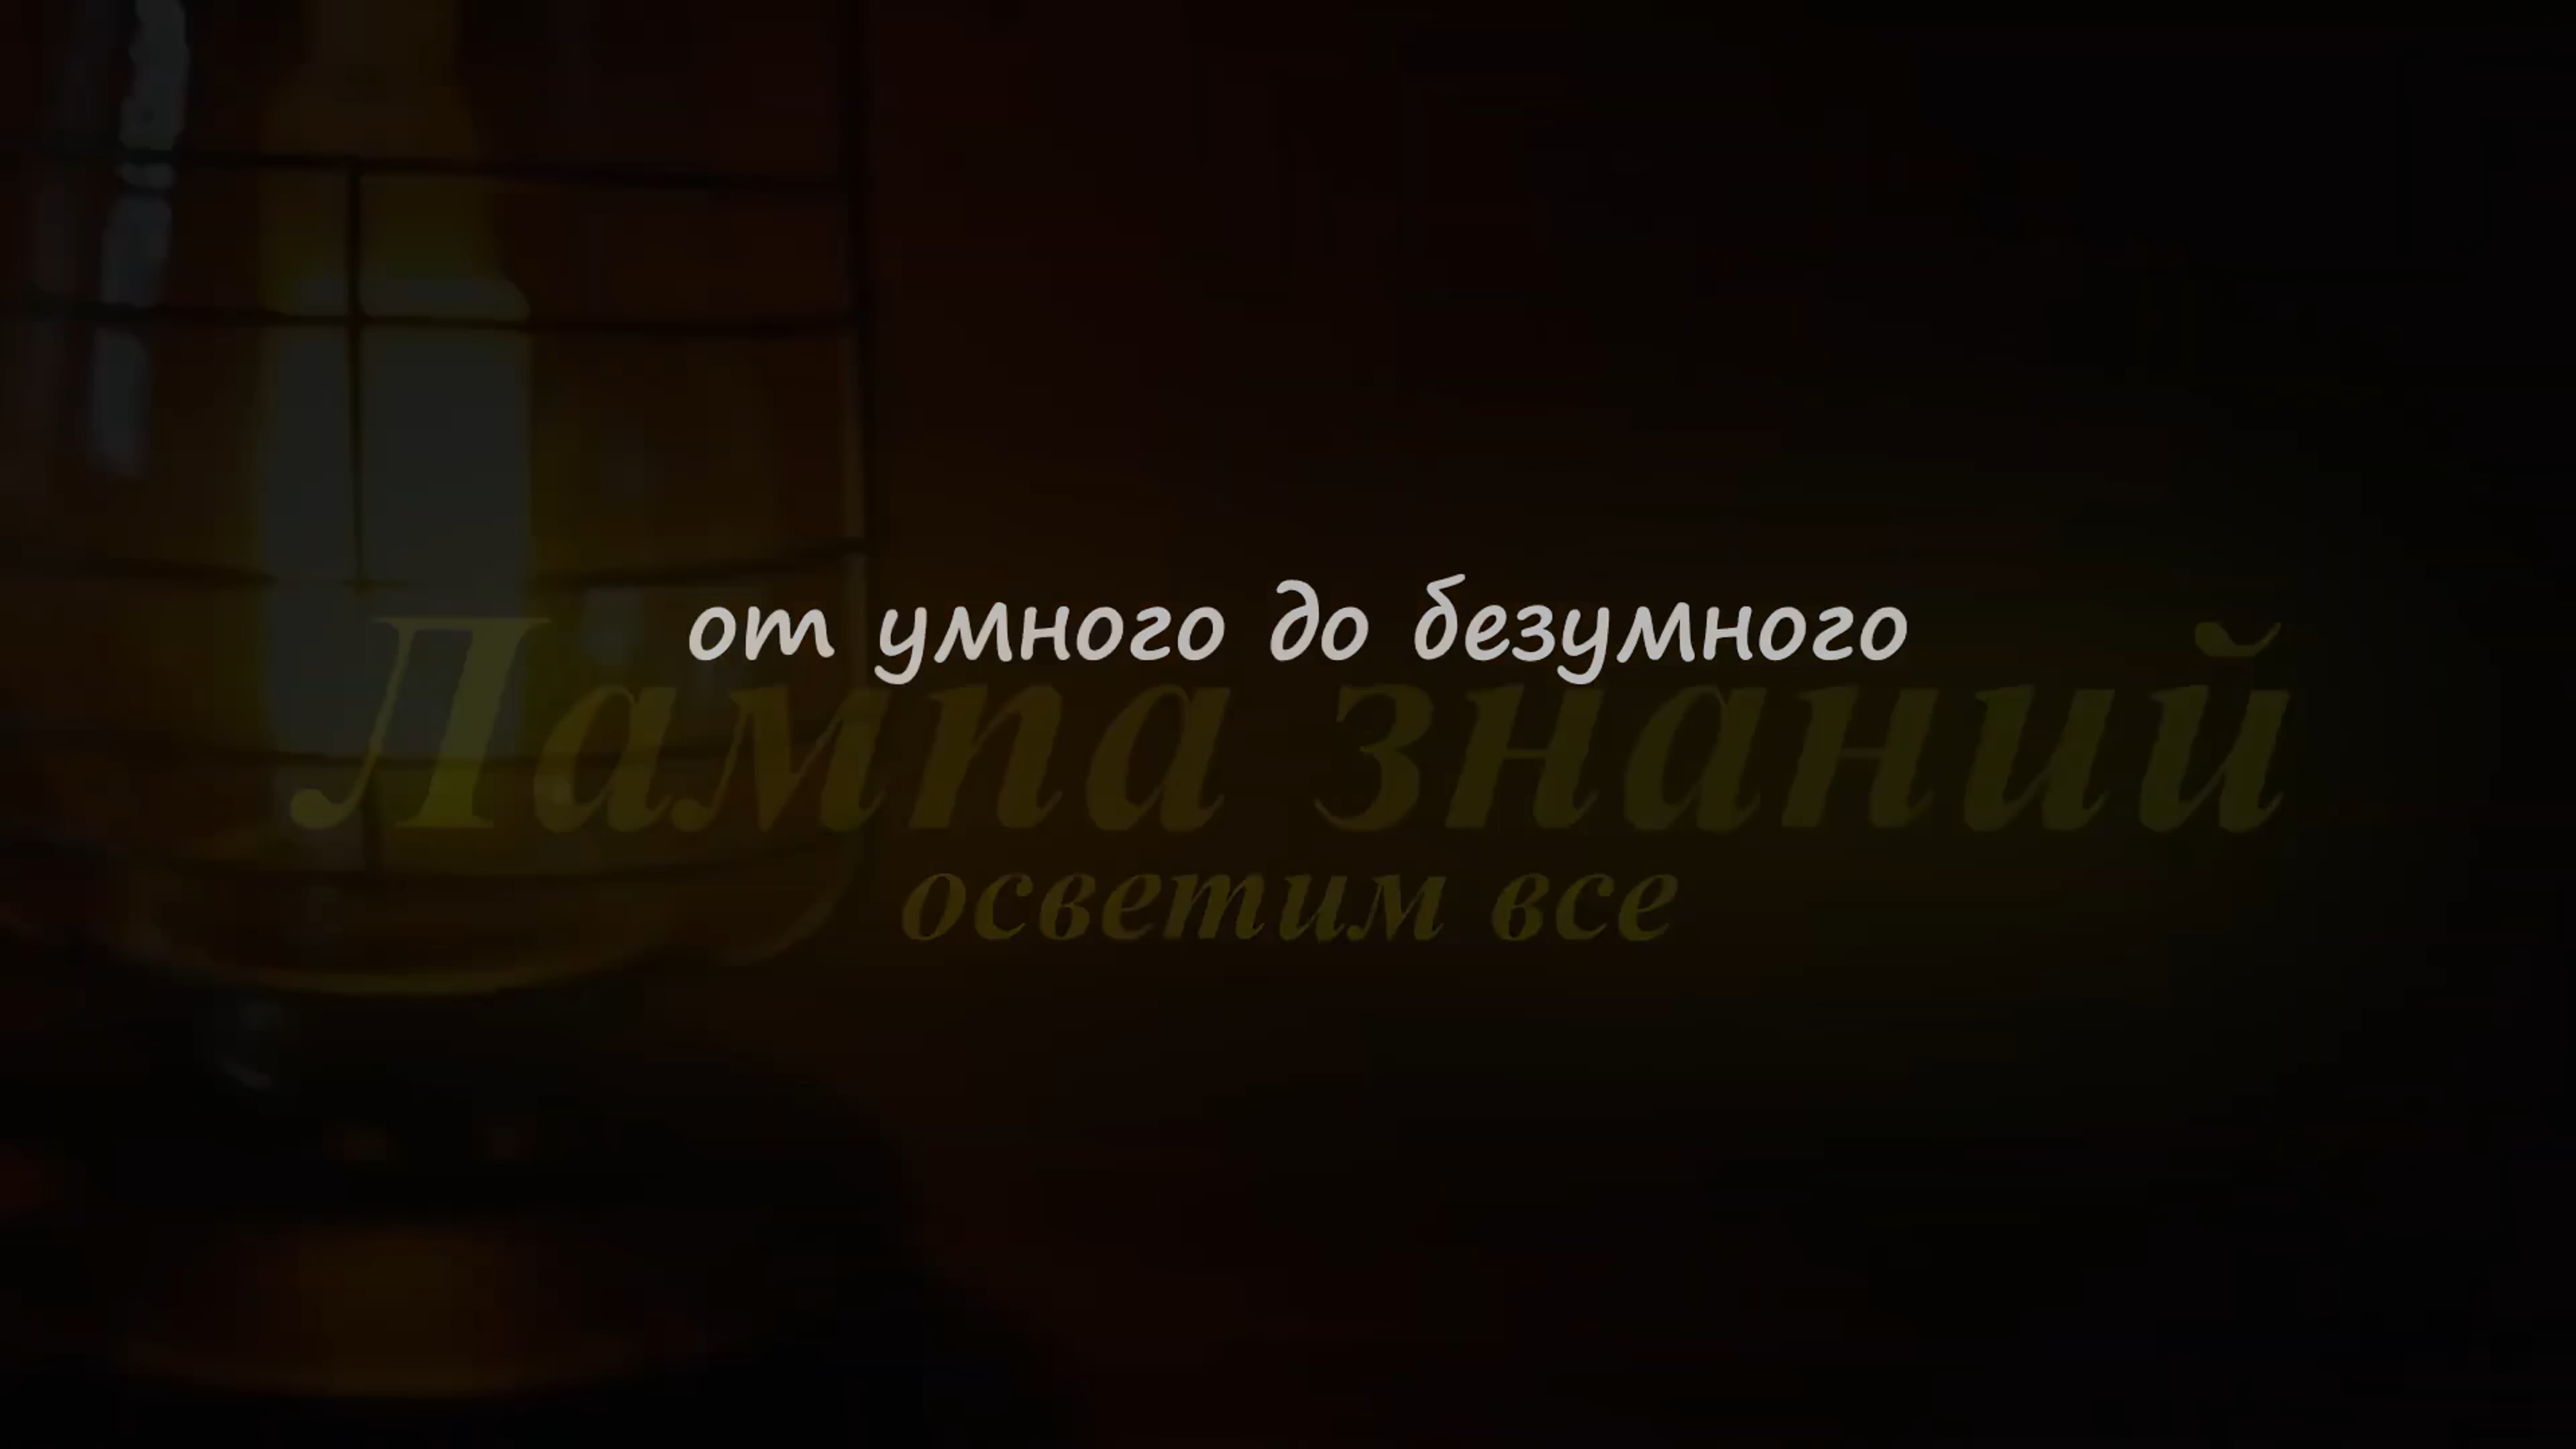 от умного до безумного
Лампа знаний
осветим все